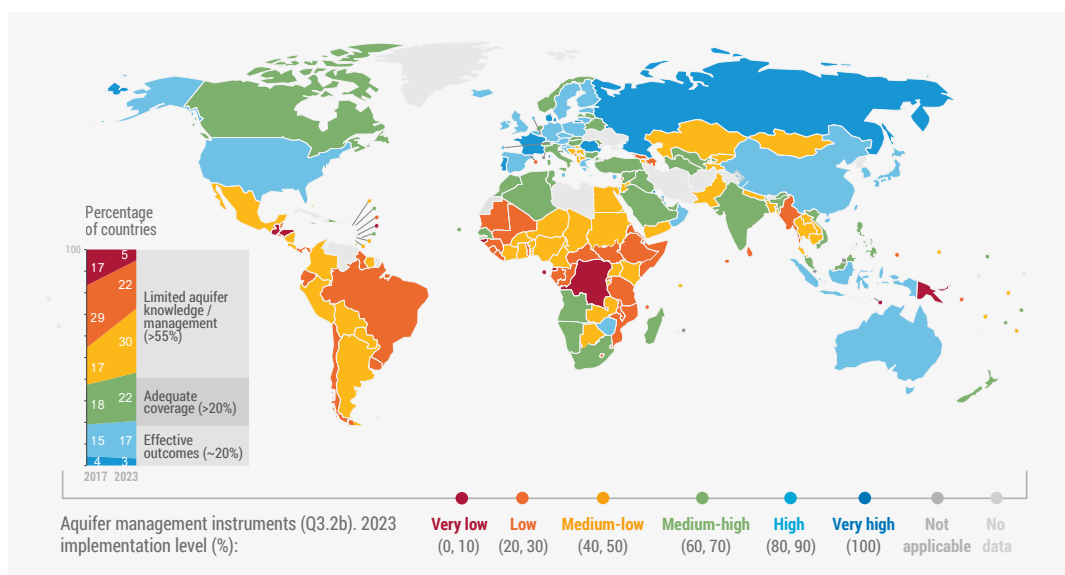 Percentage
of countries
100
5
17
22
29
30
17
18
22
15
17
4
3
2017 2023
Limited aquifer
knowledge /
management
(>55%)
Adequate
coverage (>20%)
Effective
outcomes (~20%)
Aquifer management instruments (Q3.2b). 2023
implementation level (%):
Very low
(0, 10)
Low
(20, 30)
Medium-low
(40, 50)
Medium-high
(60, 70)
High
(80, 90)
Very high
(100)
Not
applicable
No
data